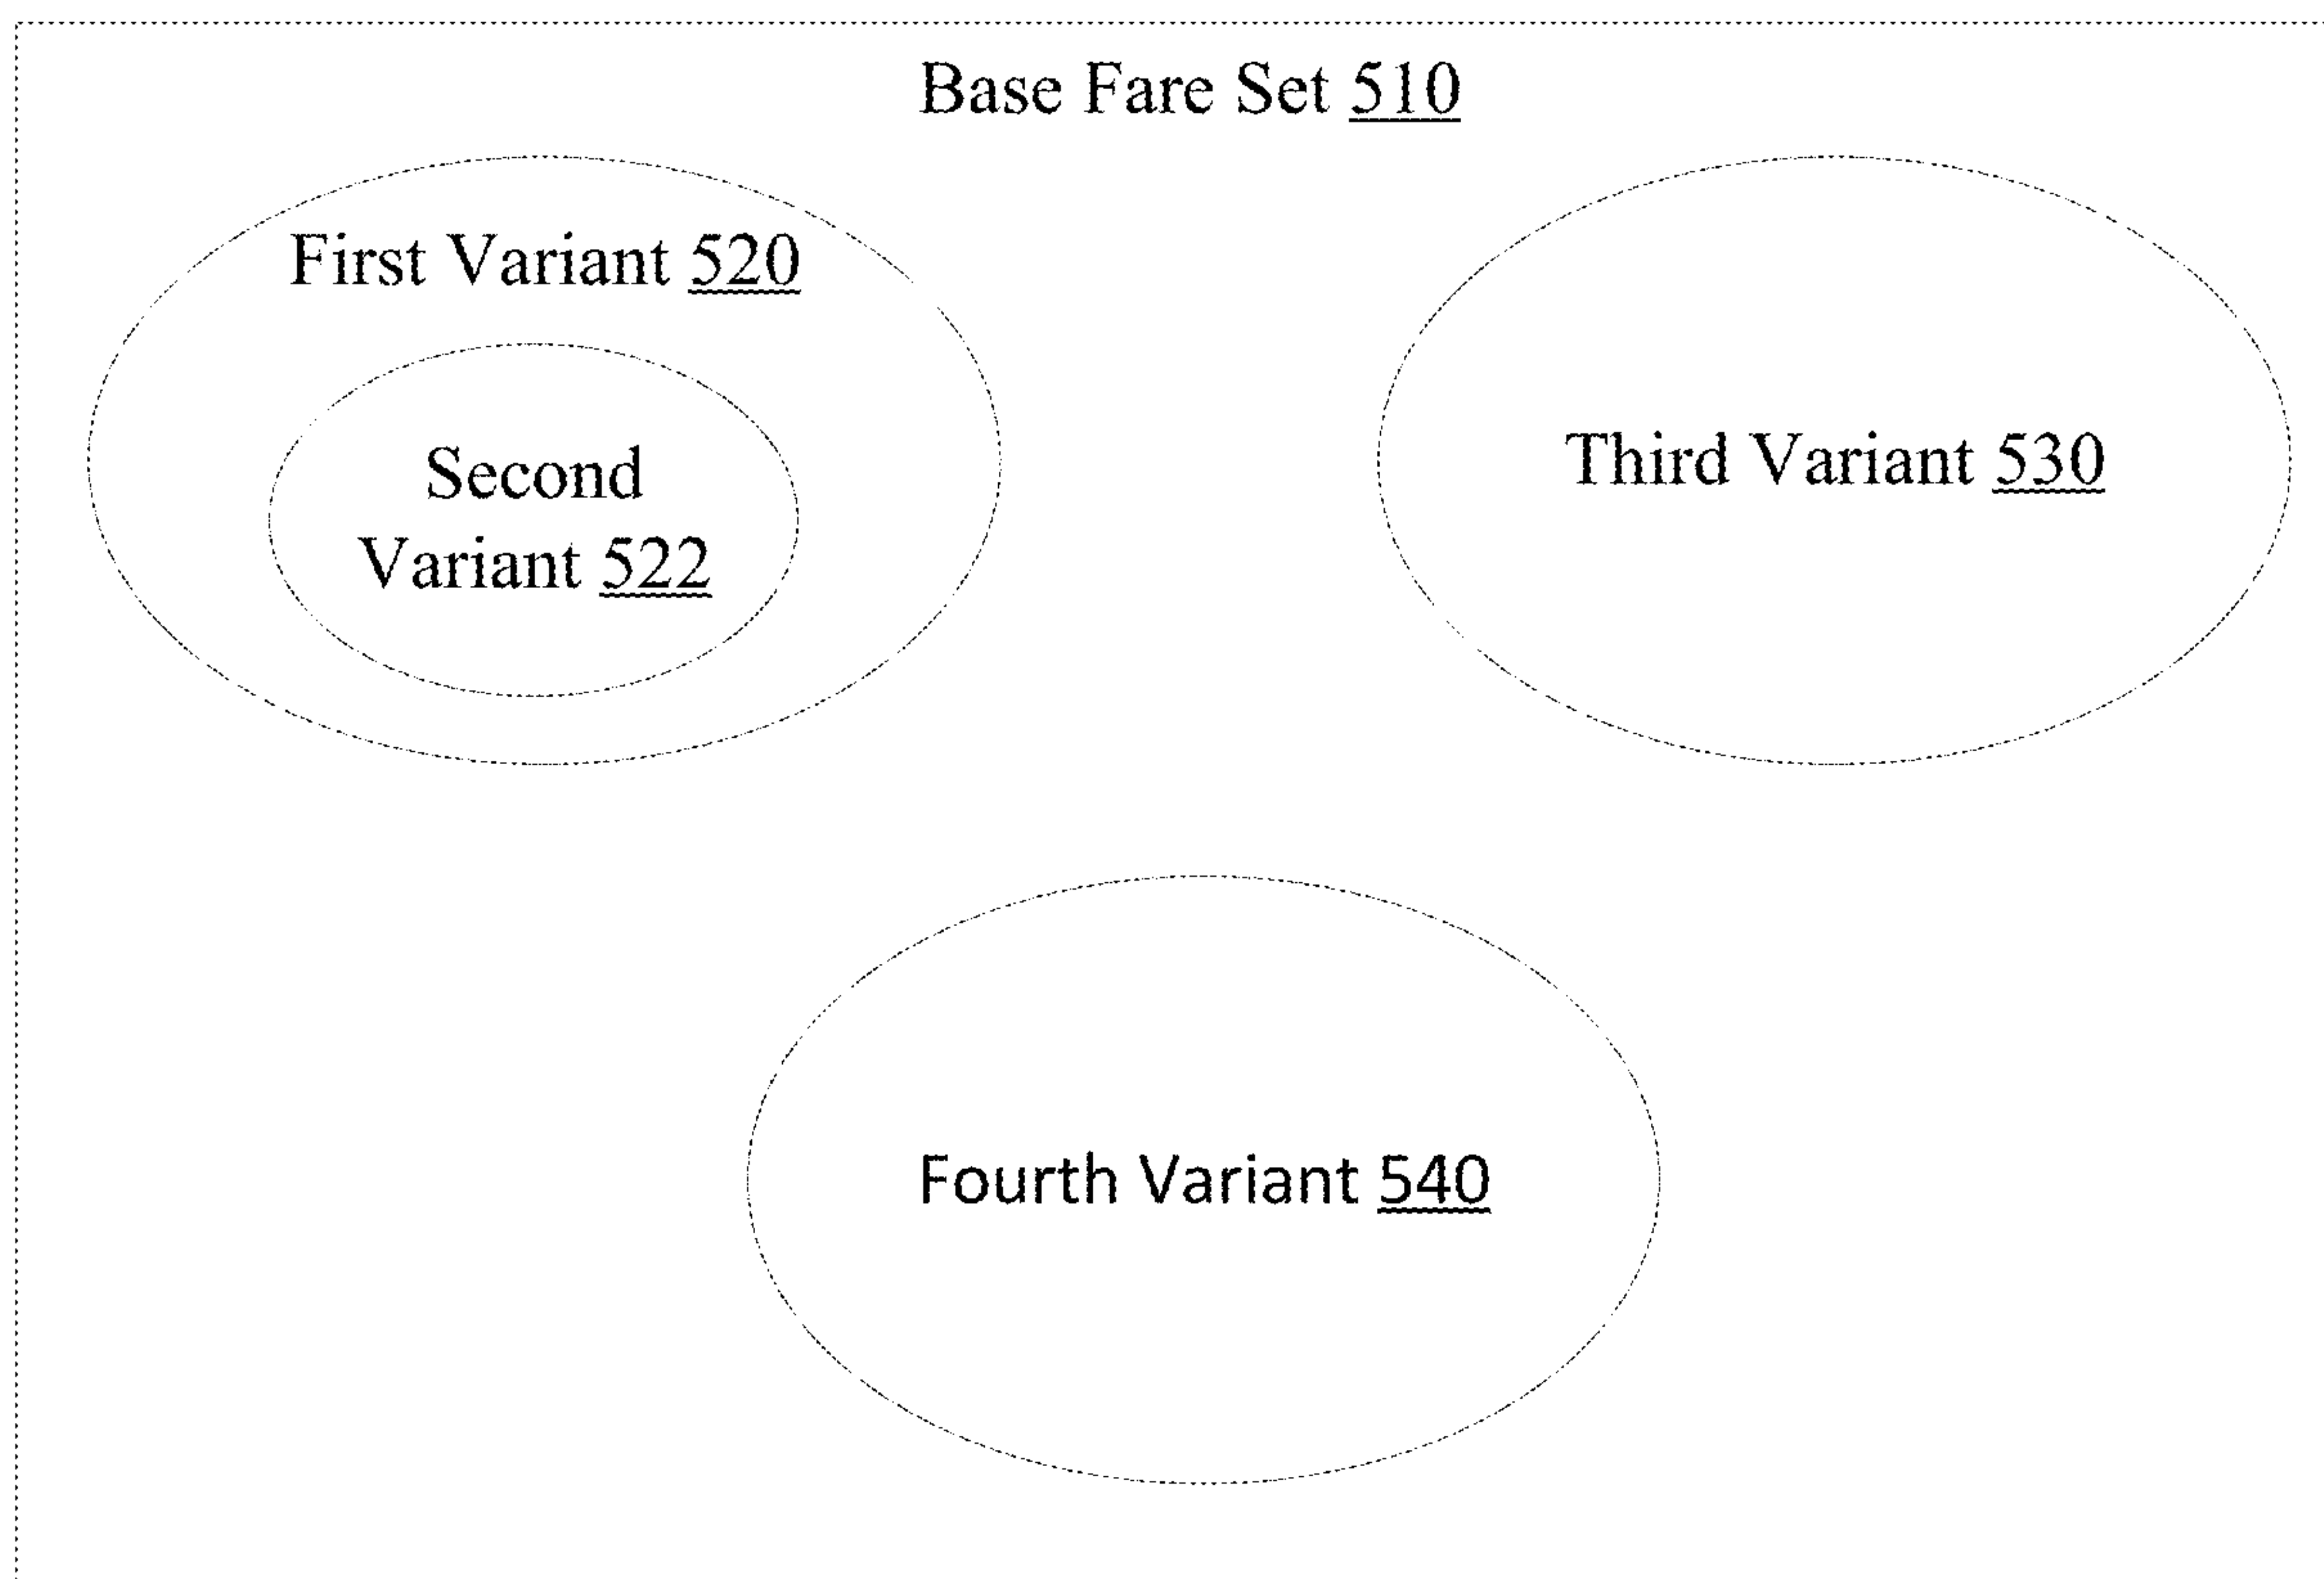 Base Fare Set 510
First Variant 520
Second
Variant 522
Third Variant 530
Fourth Variant 540